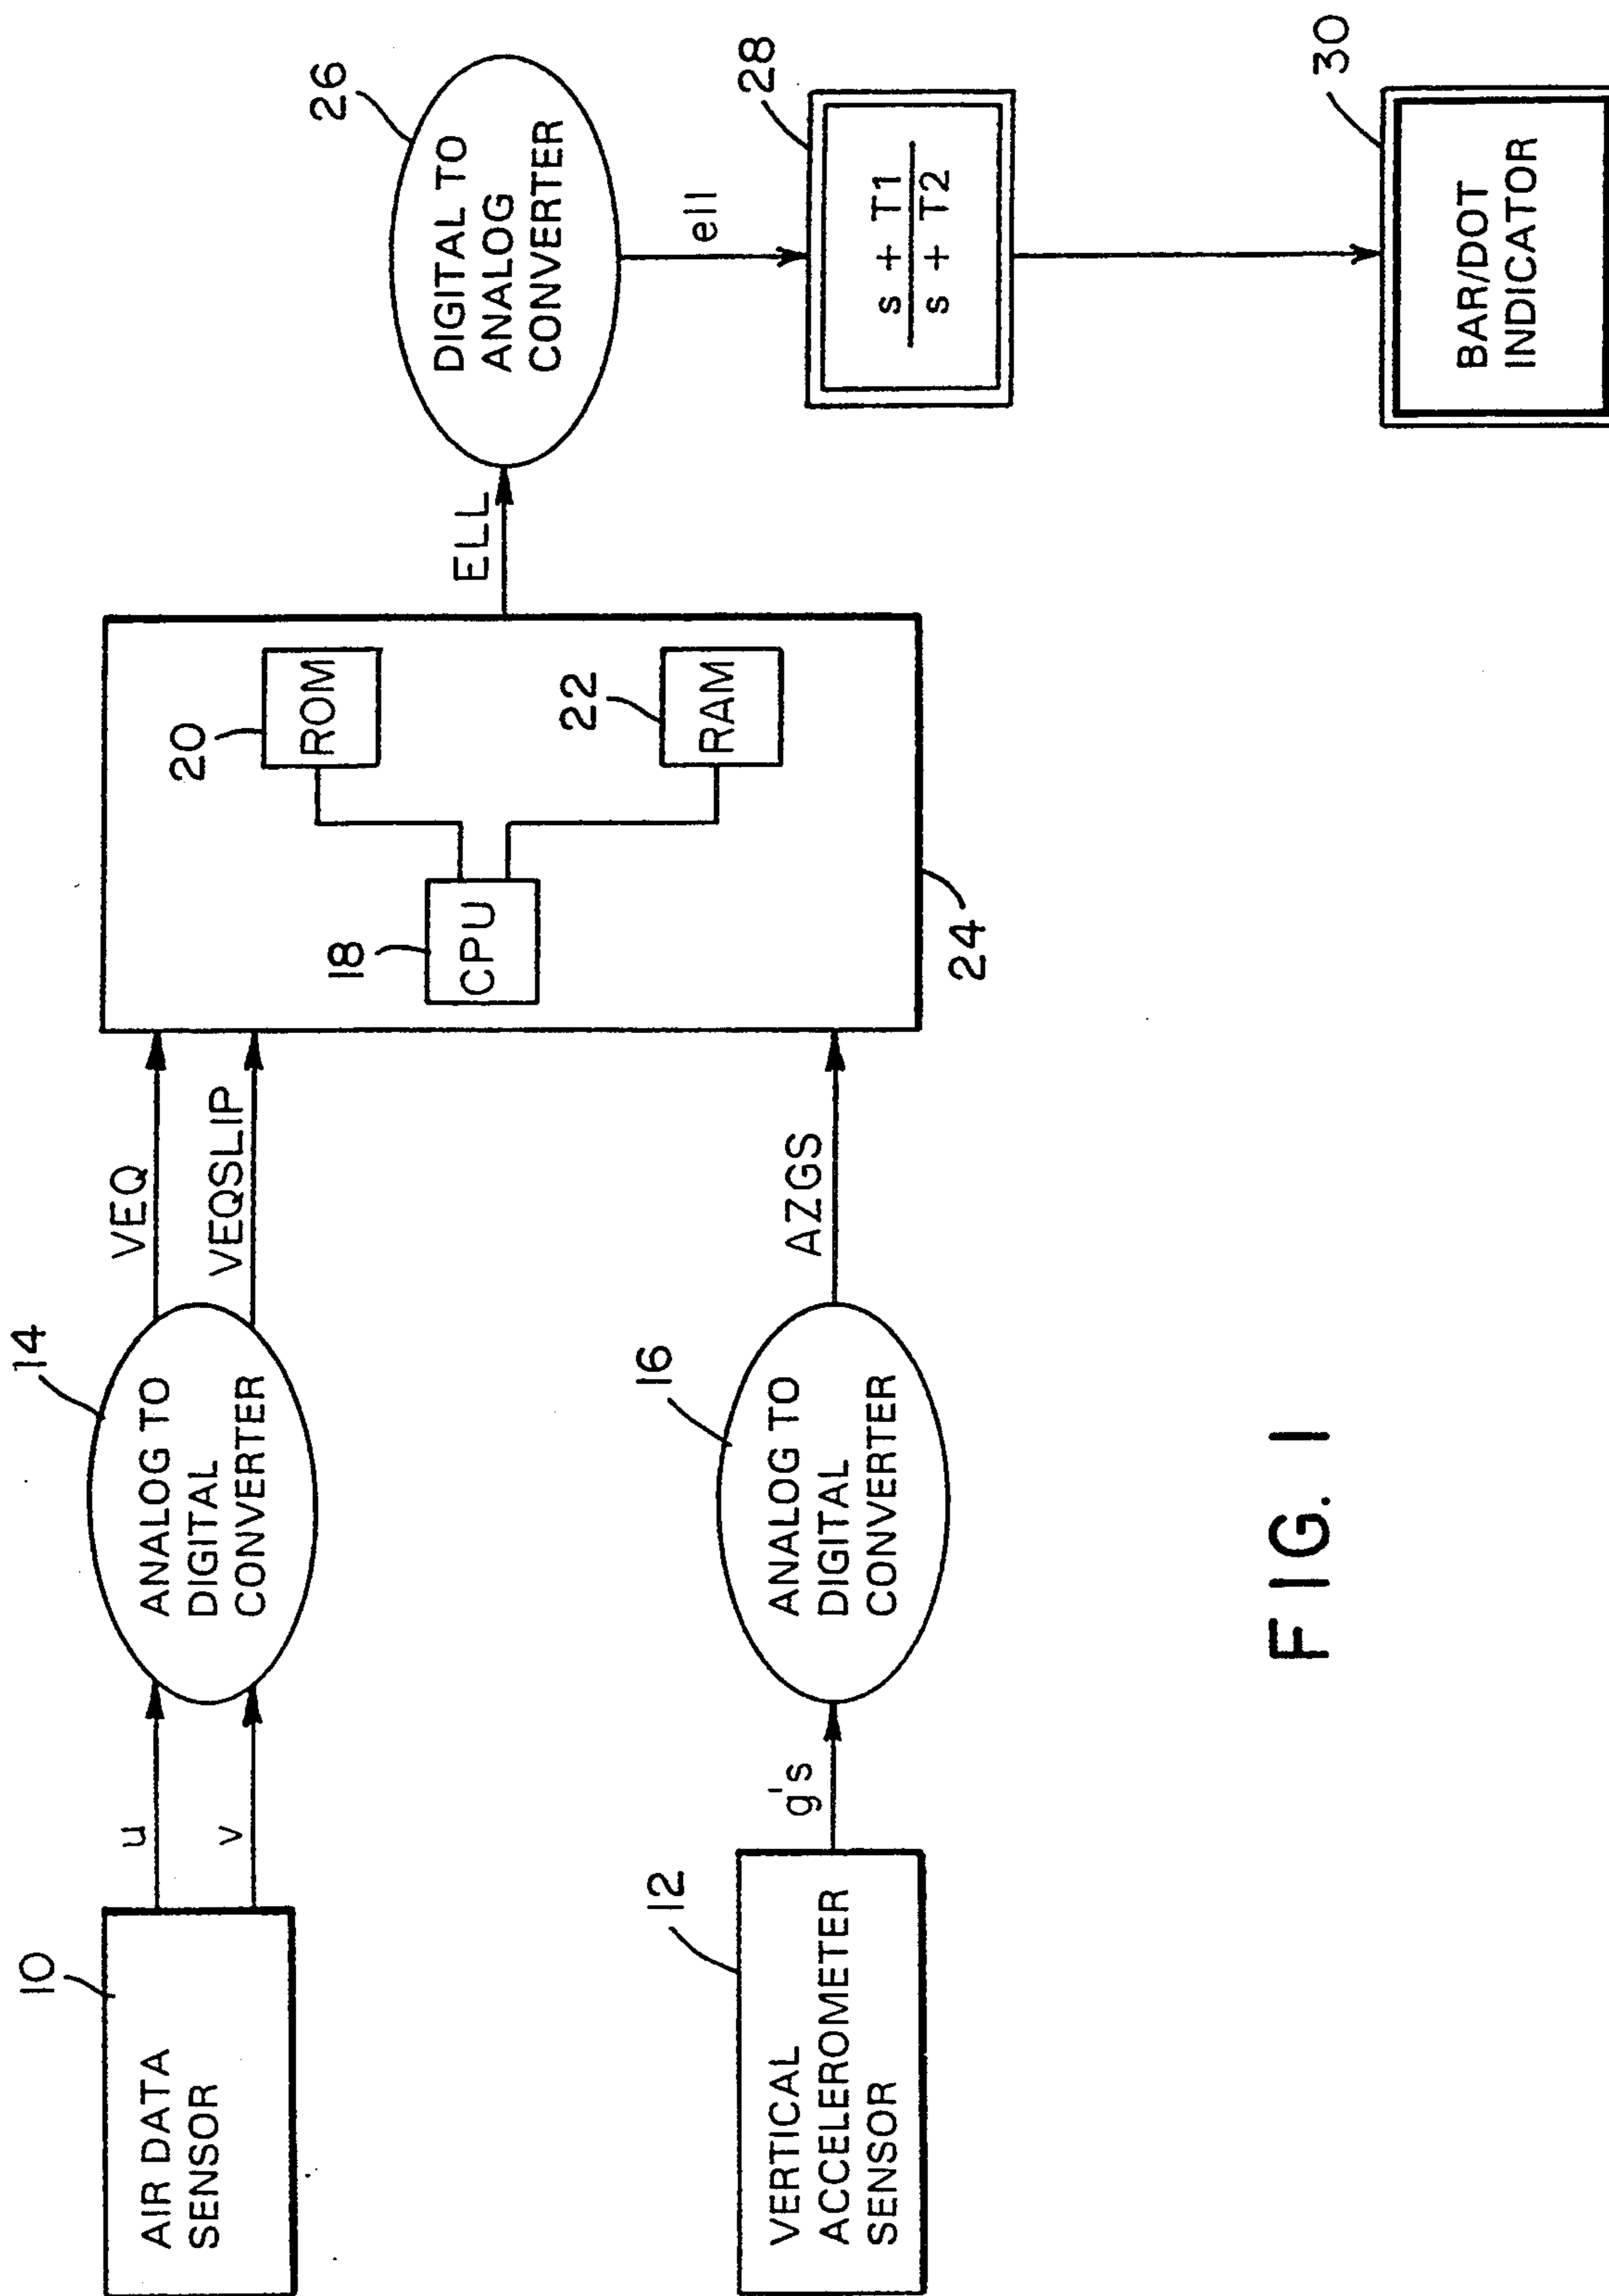 10
AIR DATA
SENSOR
u
v
14
ANALOG TO
DIGITAL
CONVERTER
VEQ
VEQSLIP
12
VERTICAL
ACCELEROMETER
SENSOR
g's
16
ANALOG TO
DIGITAL
CONVERTER
AZGS
18
CPU
20
ROM
22
RAM
24
ELL
26
DIGITAL TO
ANALOG
CONVERTER
ell
28
s + T1
s + T2
30
BAR/DOT
INDICATOR
FIG. 1